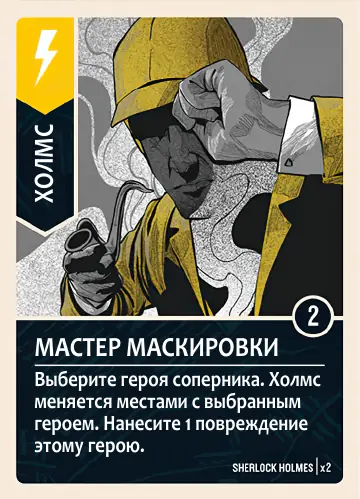 ХОЛМС
2
МАСТЕР МАСКИРОВКИ
Выберите героя соперника. Холмс
меняется местами с выбранным
героем. Нанесите 1 повреждение
этому герою.
SHERLOCK HOLMES | x2